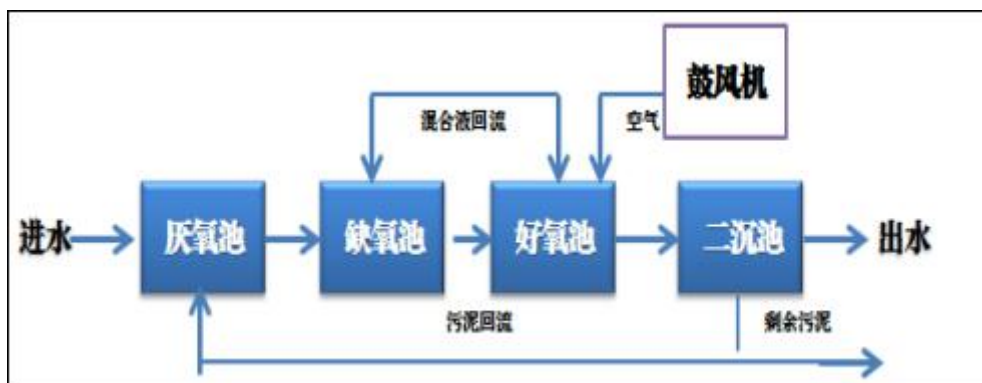 鼓风机
混合液回流
空气
进水
厌氧池
缺氧池
好氧池
二沉池
出水
污泥回流
剩余污泥